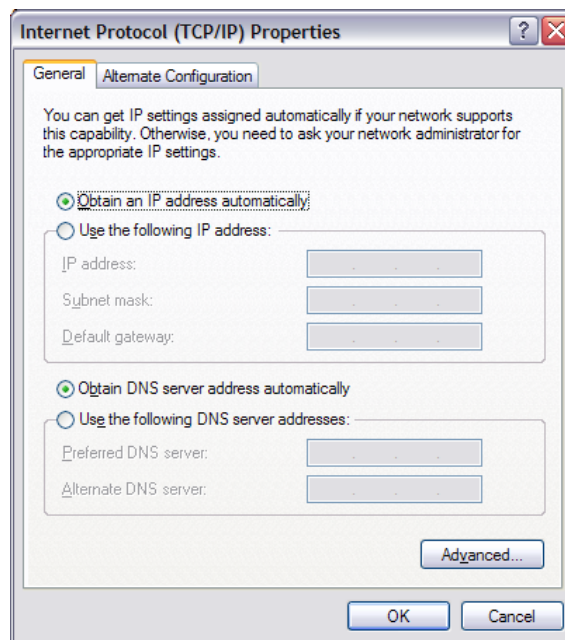 Internet Protocol (TCP/IP) Properties
General
Alternate Configuration
You can get IP settings assigned automatically if your network supports
this capability. Otherwise, you need to ask your network administrator for
the appropriate IP settings.
Obtain an IP address automatically
Use the following IP address:
IP address:
Subnet mask:
Default gateway:
Obtain DNS server address automatically
Use the following DNS server addresses:
Preferred DNS server:
Alternate DNS server:
Advanced...
OK
Cancel